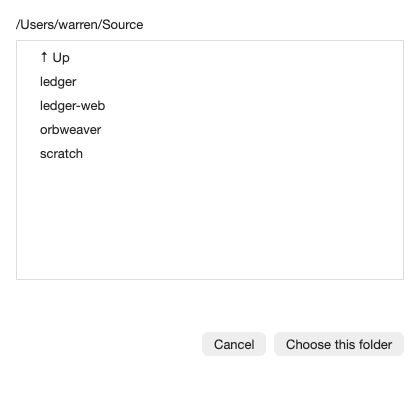 /Users/warren/Source
↑ Up
ledger
ledger-web
orbweaver
scratch
Cancel
Choose this folder